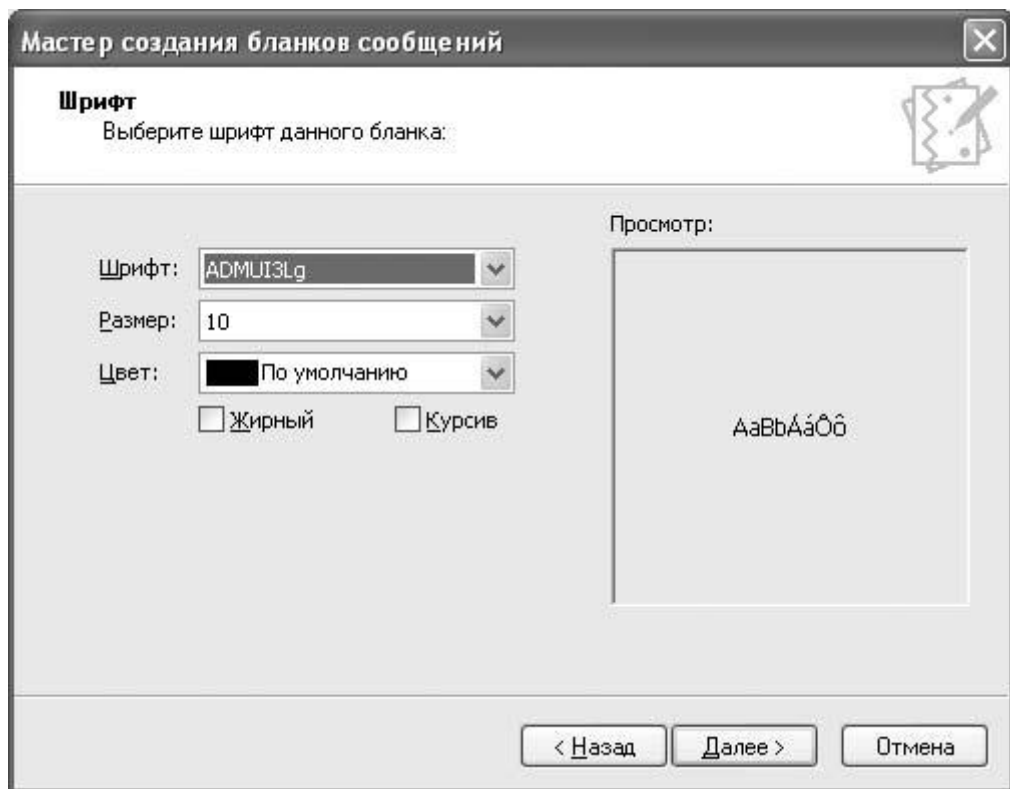 Мастер создания бланков сообщений
Шрифт
Выберите шрифт данного бланка:
Просмотр:
Шрифт: ADMUI3Lg
Размер: 10
Цвет: По умолчанию
Жирный Курсив
AaBbÁáÔô
< Назад Далее > Отмена